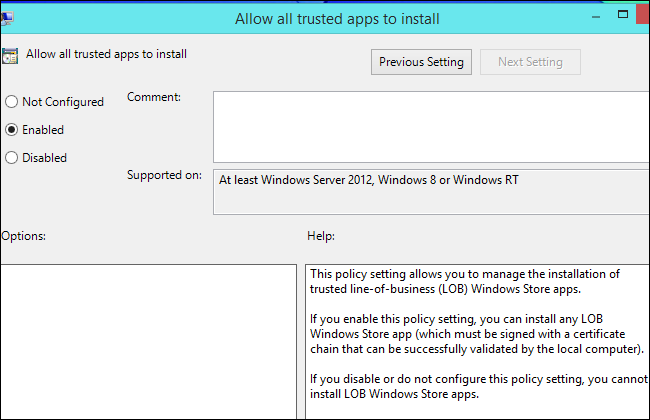 Allow all trusted apps to install
Allow all trusted apps to install
Previous Setting
Next Setting
Not Configured
Comment:
Enabled
Disabled
Supported on:
At least Windows Server 2012, Windows 8 or Windows RT
Options:
Help:
This policy setting allows you to manage the installation of
trusted line-of-business (LOB) Windows Store apps.
If you enable this policy setting, you can install any LOB
Windows Store app (which must be signed with a certificate
chain that can be successfully validated by the local computer).
If you disable or do not configure this policy setting, you cannot
install LOB Windows Store apps.